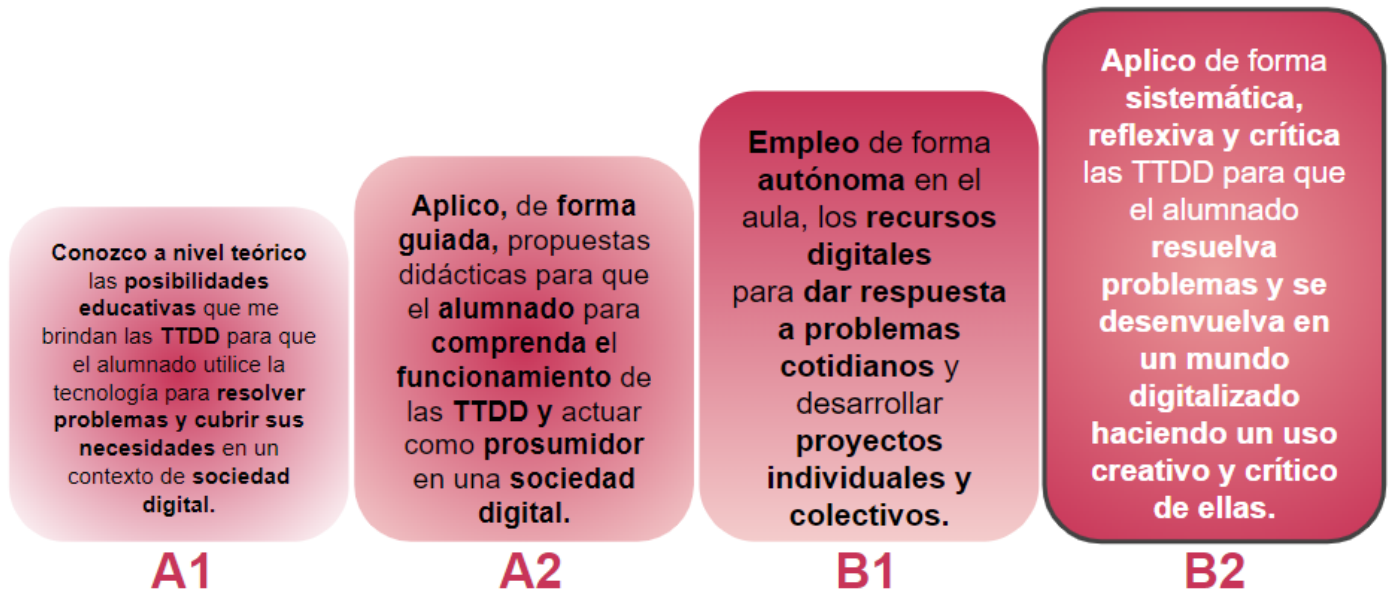 Conozco a nivel teórico
las posibilidades
educativas que me
brindan las TTDD para que
el alumnado utilice la
tecnología para resolver
problemas y cubrir sus
necesidades en un
contexto de sociedad
digital.
A1
Aplico, de forma
guiada, propuestas
didácticas para que
el alumnado para
comprenda el
funcionamiento de
las TTDD y actuar
como prosumidor
en una sociedad
digital.
A2
Empleo de forma
autónoma en el
aula, los recursos
digitales
para dar respuesta
a problemas
cotidianos y
desarrollar
proyectos
individuales y
colectivos.
B1
Aplico de forma
sistemática,
reflexiva y crítica
las TTDD para que
el alumnado
resuelva
problemas y se
desenvuelva en
un mundo
digitalizado
haciendo un uso
creativo y crítico
de ellas.
B2